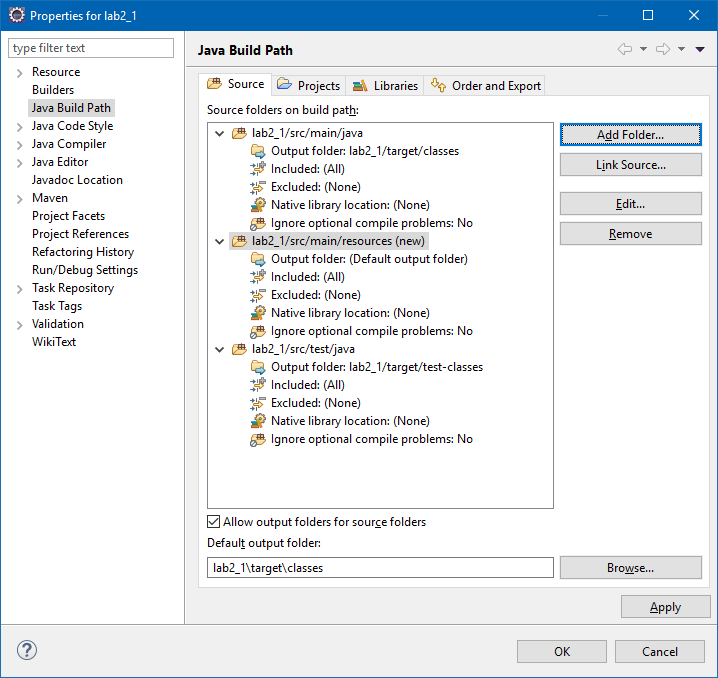 Properties for lab2_1
type filter text
Resource
Builders
Java Build Path
Java Code Style
Java Compiler
Java Editor
Javadoc Location
Maven
Project Facets
Project References
Refactoring History
Run/Debug Settings
Task Repository
Task Tags
Validation
WikiText
Java Build Path
Source
Projects
Libraries
Order and Export
Source folders on build path:
lab2_1/src/main/java
Output folder: lab2_1/target/classes
Included: (All)
Excluded: (None)
Native library location: (None)
Ignore optional compile problems: No
lab2_1/src/main/resources (new)
Output folder: (Default output folder)
Included: (All)
Excluded: (None)
Native library location: (None)
Ignore optional compile problems: No
lab2_1/src/test/java
Output folder: lab2_1/target/test-classes
Included: (All)
Excluded: (None)
Native library location: (None)
Ignore optional compile problems: No
Add Folder...
Link Source...
Edit...
Remove
Allow output folders for source folders
Default output folder:
lab2_1\target\classes
Browse...
Apply
?
OK
Cancel